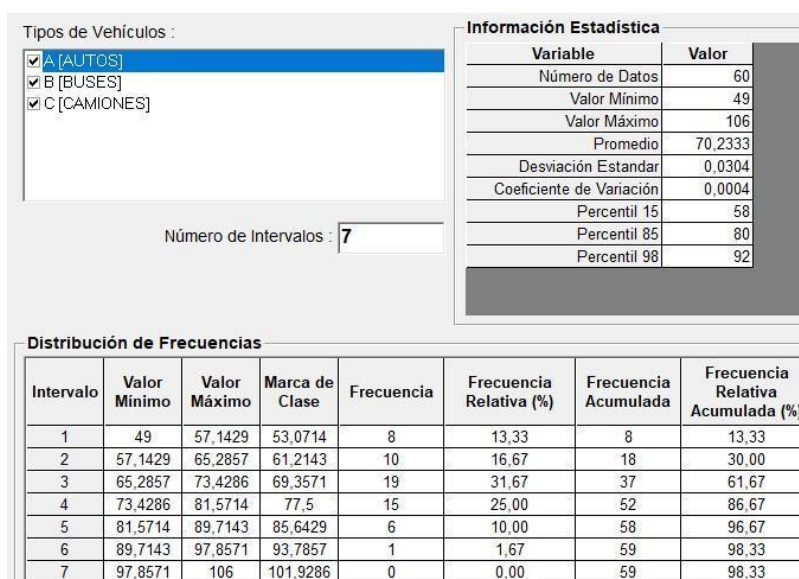 Tipos de Vehículos :
A [AUTOS]
B [BUSES]
C [CAMIONES]
Número de Intervalos : 7
Información Estadística
Variable Valor
Número de Datos 60
Valor Mínimo 49
Valor Máximo 106
Promedio 70,2333
Desviación Estandar 0,0304
Coeficiente de Variación 0,0004
Percentil 15 58
Percentil 85 80
Percentil 98 92
Distribución de Frecuencias
Intervalo Valor Mínimo Valor Máximo Marca de Clase Frecuencia Frecuencia Relativa (%) Frecuencia Acumulada Frecuencia Relativa Acumulada (%)
1 49 57,1429 53,0714 8 13,33 8 13,33
2 57,1429 65,2857 61,2143 10 16,67 18 30,00
3 65,2857 73,4286 69,3571 19 31,67 37 61,67
4 73,4286 81,5714 77,5 15 25,00 52 86,67
5 81,5714 89,7143 85,6429 6 10,00 58 96,67
6 89,7143 97,8571 93,7857 1 1,67 59 98,33
7 97,8571 106 101,9286 0 0,00 59 98,33